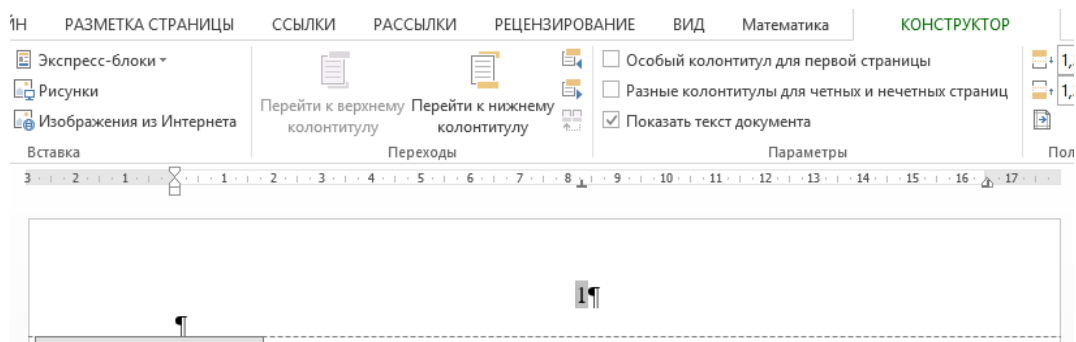 ЙН РАЗМЕТКА СТРАНИЦЫ ССЫЛКИ РАССЫЛКИ РЕЦЕНЗИРОВАНИЕ ВИД Математика КОНСТРУКТОР
Экспресс-блоки
Рисунки
Изображения из Интернета
Вставка
Перейти к верхнему колонтитулу
Перейти к нижнему колонтитулу
Переходы
Особый колонтитул для первой страницы
Разные колонтитулы для четных и нечетных страниц
Показать текст документа
Параметры
1,
1,
Пол
3 2 1 1 2 3 4 5 6 7 8 9 10 11 12 13 14 15 16 17
1¶
¶